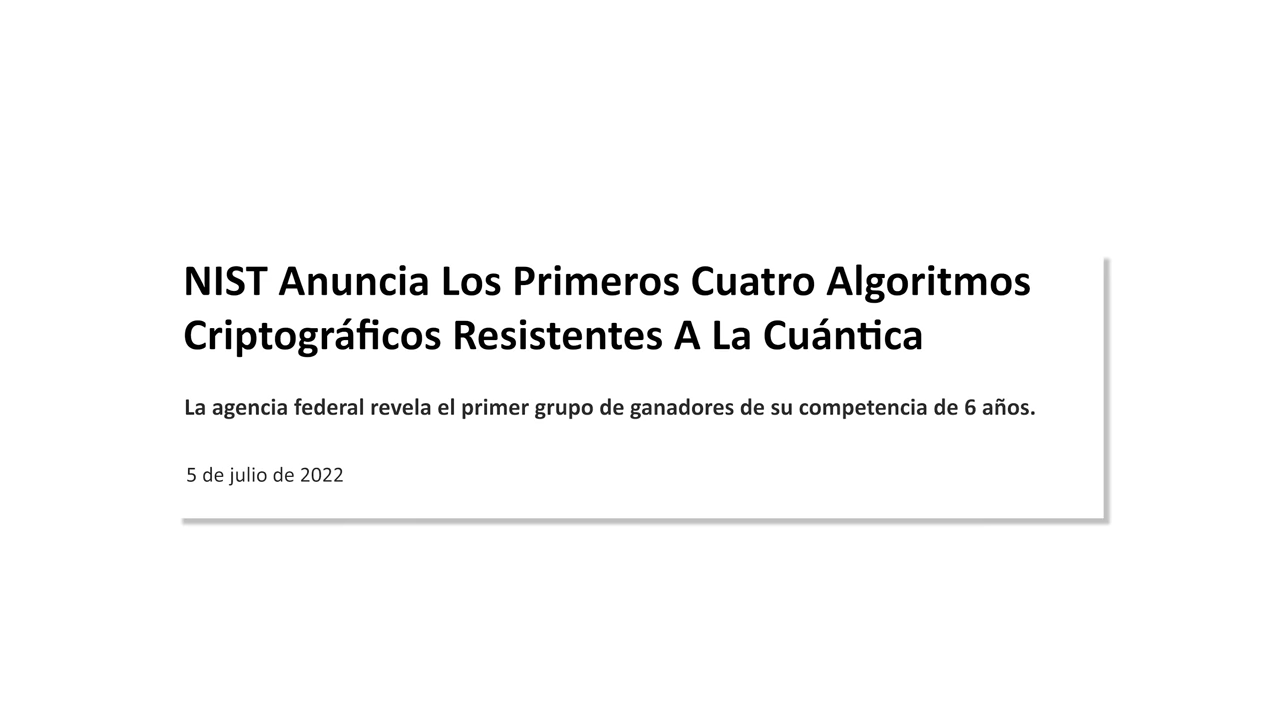 NIST Anuncia Los Primeros Cuatro Algoritmos
Criptográficos Resistentes A La Cuántica
La agencia federal revela el primer grupo de ganadores de su competencia de 6 años.
5 de julio de 2022